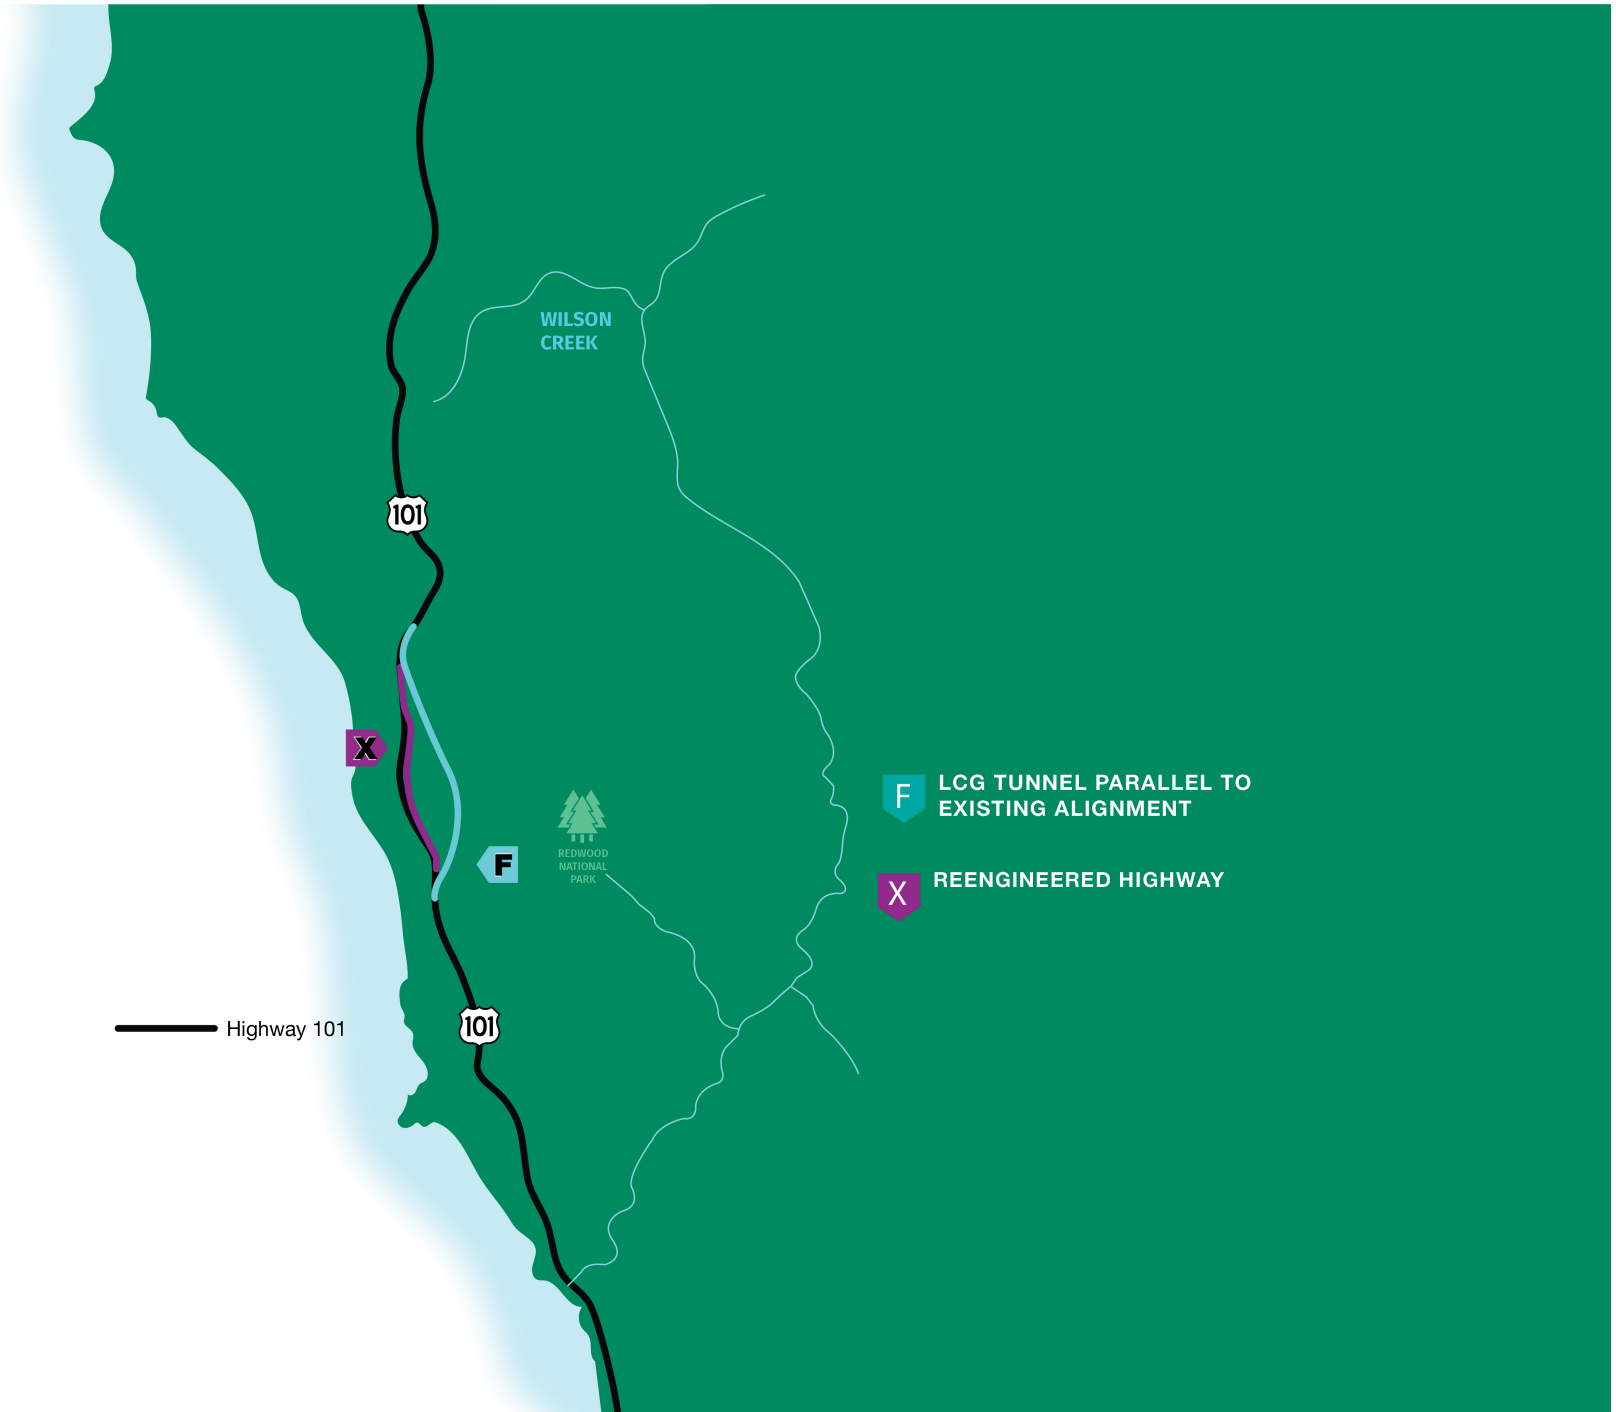 WILSON
CREEK
101
X
F
REDWOOD
NATIONAL
PARK
F
LCG TUNNEL PARALLEL TO
EXISTING ALIGNMENT
X
REENGINEERED HIGHWAY
101
Highway 101